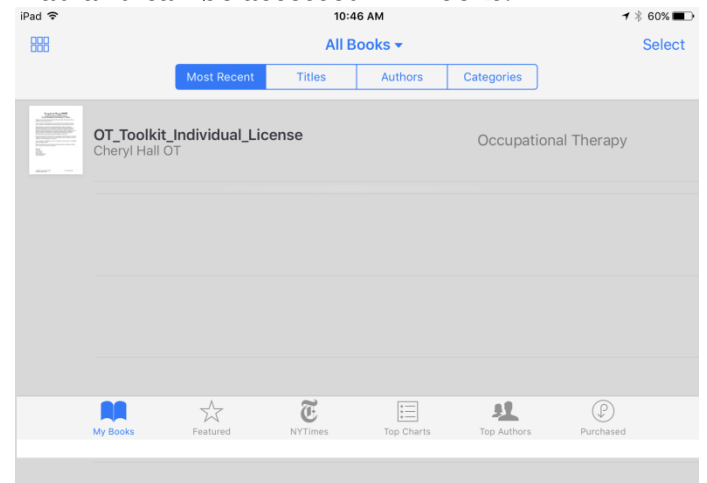 iPad 10:46 AM 60%
All Books Select
Most Recent Titles Authors Categories
OT_Toolkit_Individual_License
Cheryl Hall OT
Occupational Therapy
My Books Featured NYTimes Top Charts Top Authors Purchased